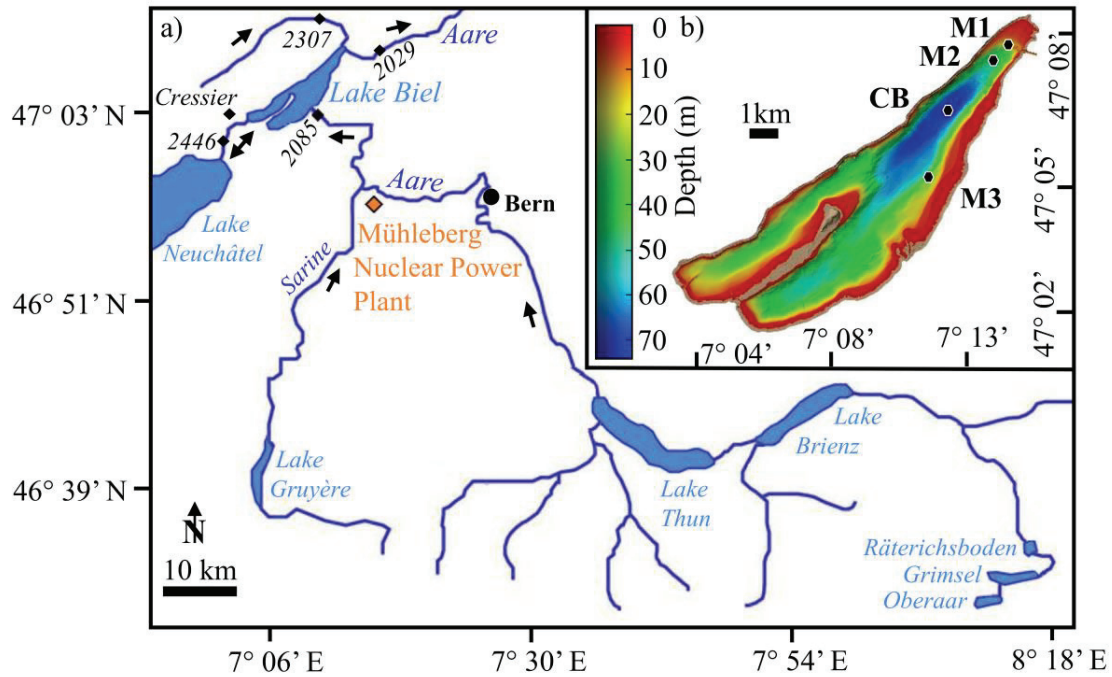 a)
2307
Aare
2029
Cressier
Lake Biel
47° 03’ N
2446
2085
Aare
Bern
Lake
Neuchâtel
Mühleberg
Nuclear Power
Plant
Sarine
46° 51’ N
Lake
Gruyère
46° 39’ N
N
10 km
Lake
Thun
Lake
Brienz
Räterichsboden
Grimsel
Oberaar
7° 06’ E
7° 30’ E
7° 54’ E
8° 18’ E
b)
0
10
20
30
40
50
60
70
Depth (m)
1km
M1
M2
CB
M3
47° 08’
47° 05’
47° 02’
7° 04’
7° 08’
7° 13’